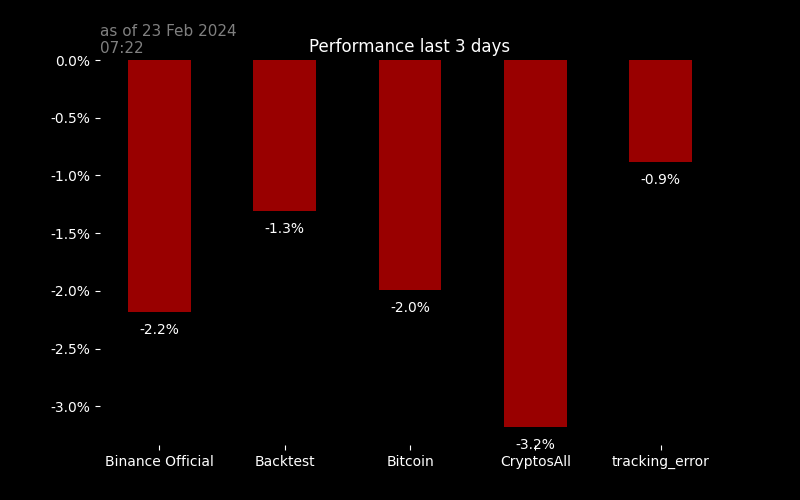 as of 23 Feb 2024
07:22
Performance last 3 days
0.0%
-0.5%
-1.0%
-1.5%
-2.0%
-2.5%
-3.0%
-2.2%
-1.3%
-2.0%
-3.2%
-0.9%
Binance Official
Backtest
Bitcoin
CryptosAll
tracking_error